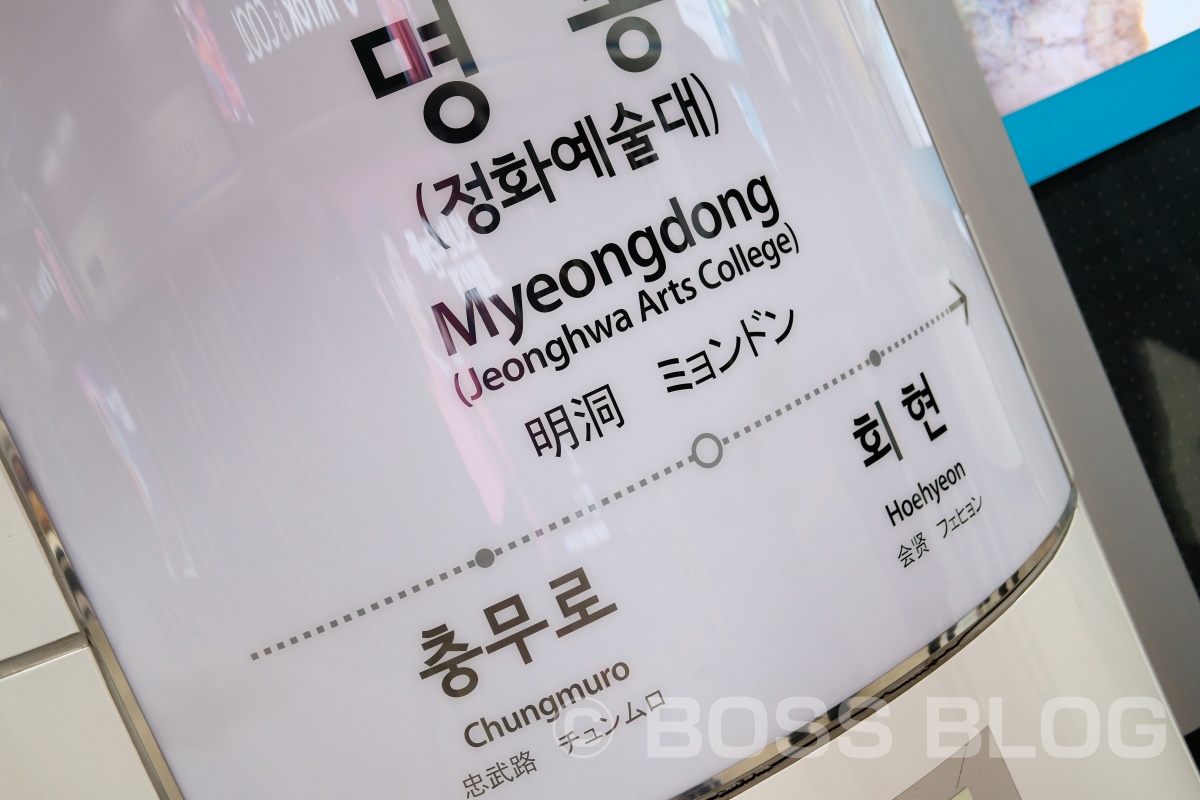 명 동
(정화예술대)
Myeongdong
(Jeonghwa Arts College)
明洞 ミョンドン
회현
Hoehyeon
会贤 フェヒョン
충무로
Chungmuro
忠武路 チュンムロ
© BOSS BLOG